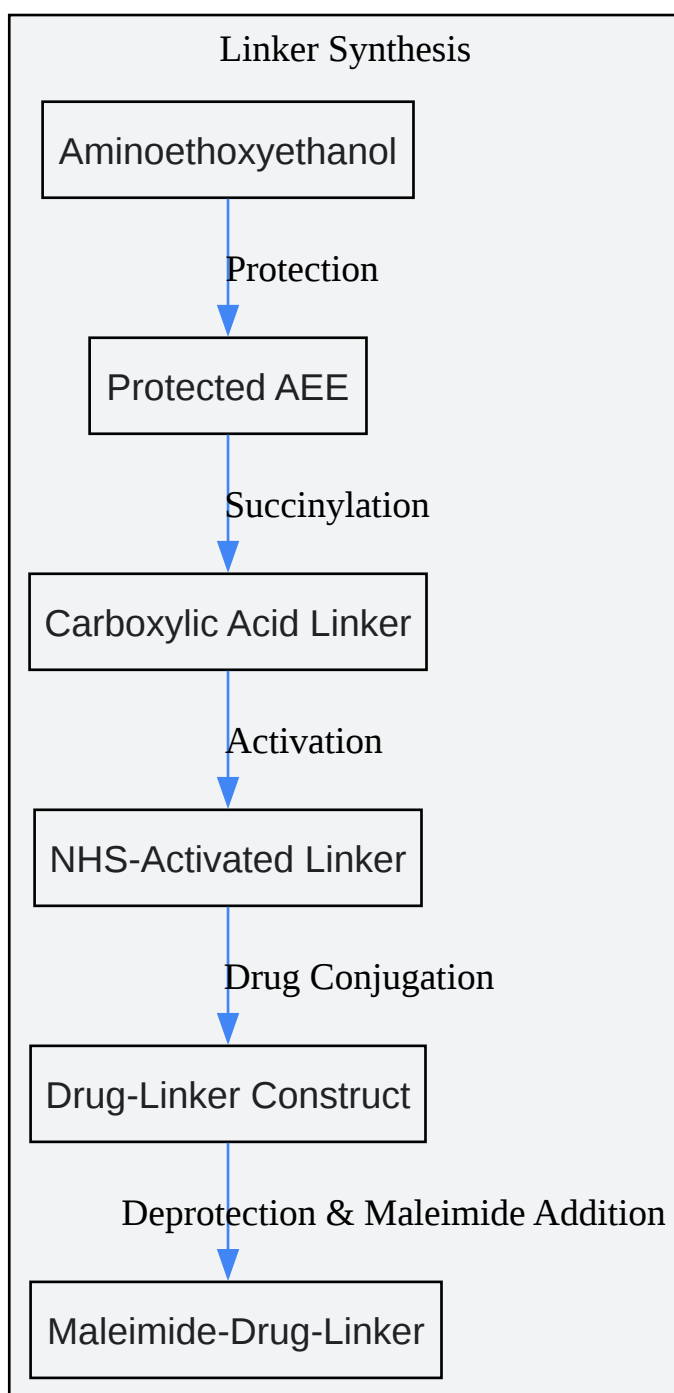 Linker Synthesis
Aminoethoxyethanol
Protection
Protected AEE
Succinylation
Carboxylic Acid Linker
Activation
NHS-Activated Linker
Drug Conjugation
Drug-Linker Construct
Deprotection & Maleimide Addition
Maleimide-Drug-Linker